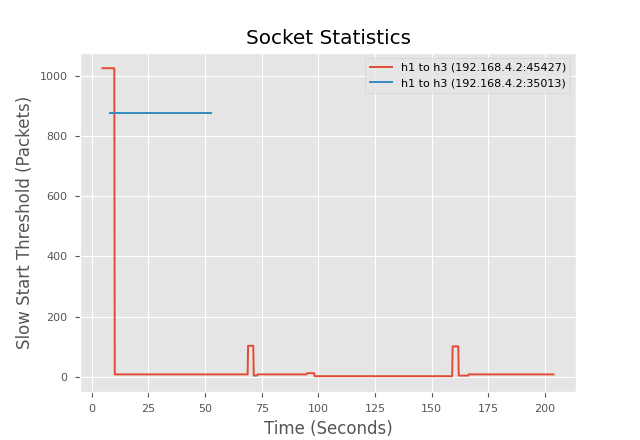 Socket Statistics
h1 to h3 (192.168.4.2:45427)
h1 to h3 (192.168.4.2:35013)
Slow Start Threshold (Packets)
1000
800
600
400
200
0
0 25 50 75 100 125 150 175 200
Time (Seconds)